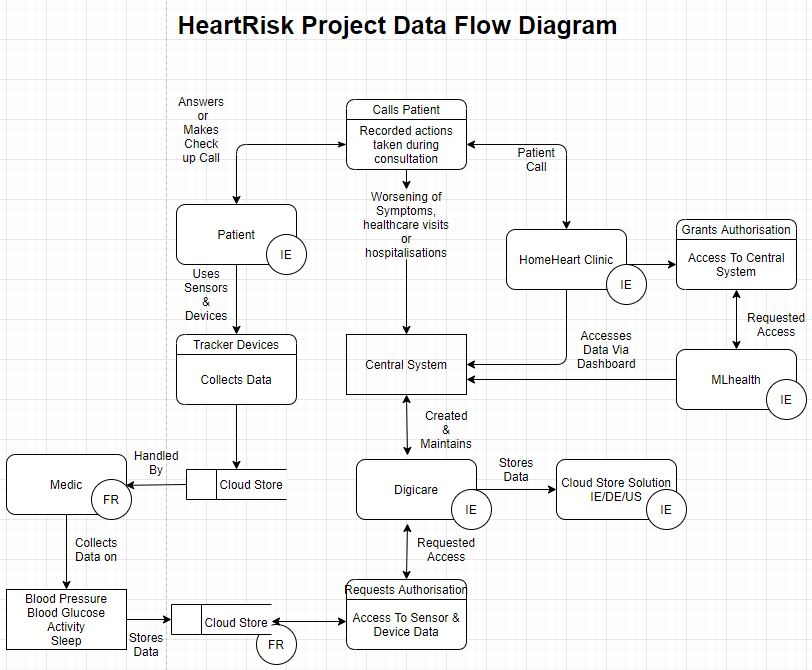 HeartRisk Project Data Flow Diagram
Answers
or
Makes
Check
up Call
Calls Patient
Recorded actions
taken during
consultation
Patient
Call
Worsening of
Symptoms,
healthcare visits
or
hospitalisations
Patient
IE
HomeHeart Clinic
IE
Grants Authorisation
Access To Central
System
Uses
Sensors
&
Devices
Requested
Access
Tracker Devices
Collects Data
Central System
Accesses
Data Via
Dashboard
MLhealth
IE
Created
&
Maintains
Handled
By
Medic
FR
Cloud Store
Digicare
IE
Stores
Data
Cloud Store Solution
IE/DE/US
IE
Collects
Data on
Requested
Access
Blood Pressure
Blood Glucose
Activity
Sleep
Stores
Data
Cloud Store
FR
Requests Authorisation
Access To Sensor &
Device Data